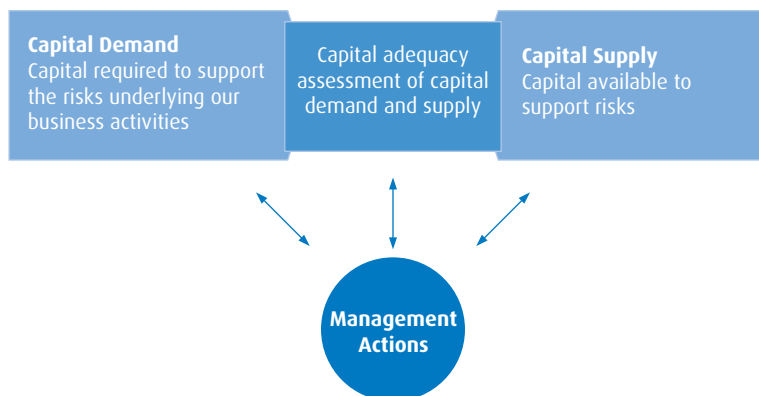 Capital Demand
Capital required to support
the risks underlying our
business activities
Capital adequacy
assessment of capital
demand and supply
Capital Supply
Capital available to
support risks
Management
Actions